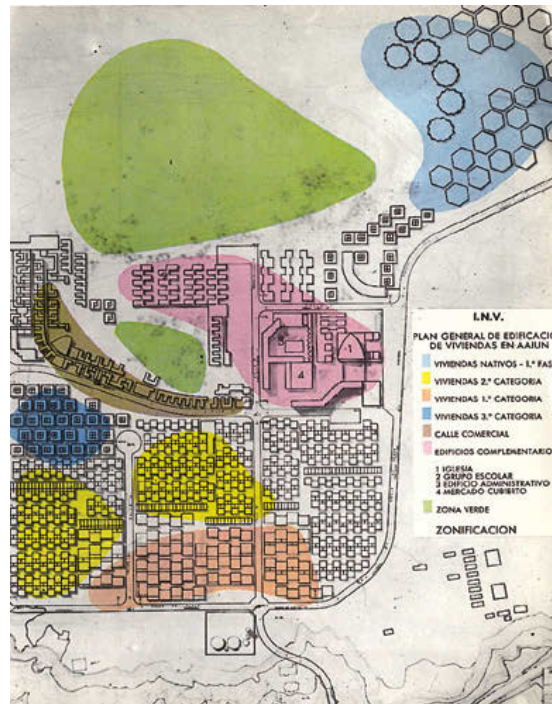 I.N.V.
PLAN GENERAL DE EDIFICACIO
DE VIVIENDAS EN AAIUN
VIVIENDAS NATIVOS - 1.ª FAS
VIVIENDAS 2.ª CATEGORIA
VIVIENDAS 1.ª CATEGORIA
VIVIENDAS 3.ª CATEGORIA
CALLE COMERCIAL
EDIFICIOS COMPLEMENTARIO
1 IGLESIA
2 GRUPO ESCOLAR
3 EDIFICIO ADMINISTRATIVO
4 MERCADO CUBIERTO
ZONA VERDE
ZONIFICACION
4